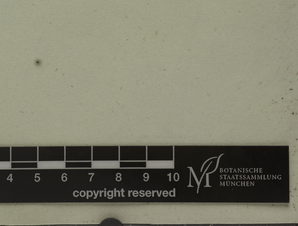 4 5 6 7 8 9 10
copyright reserved
BOTANISCHE
STAATSSAMMLUNG
MÜNCHEN